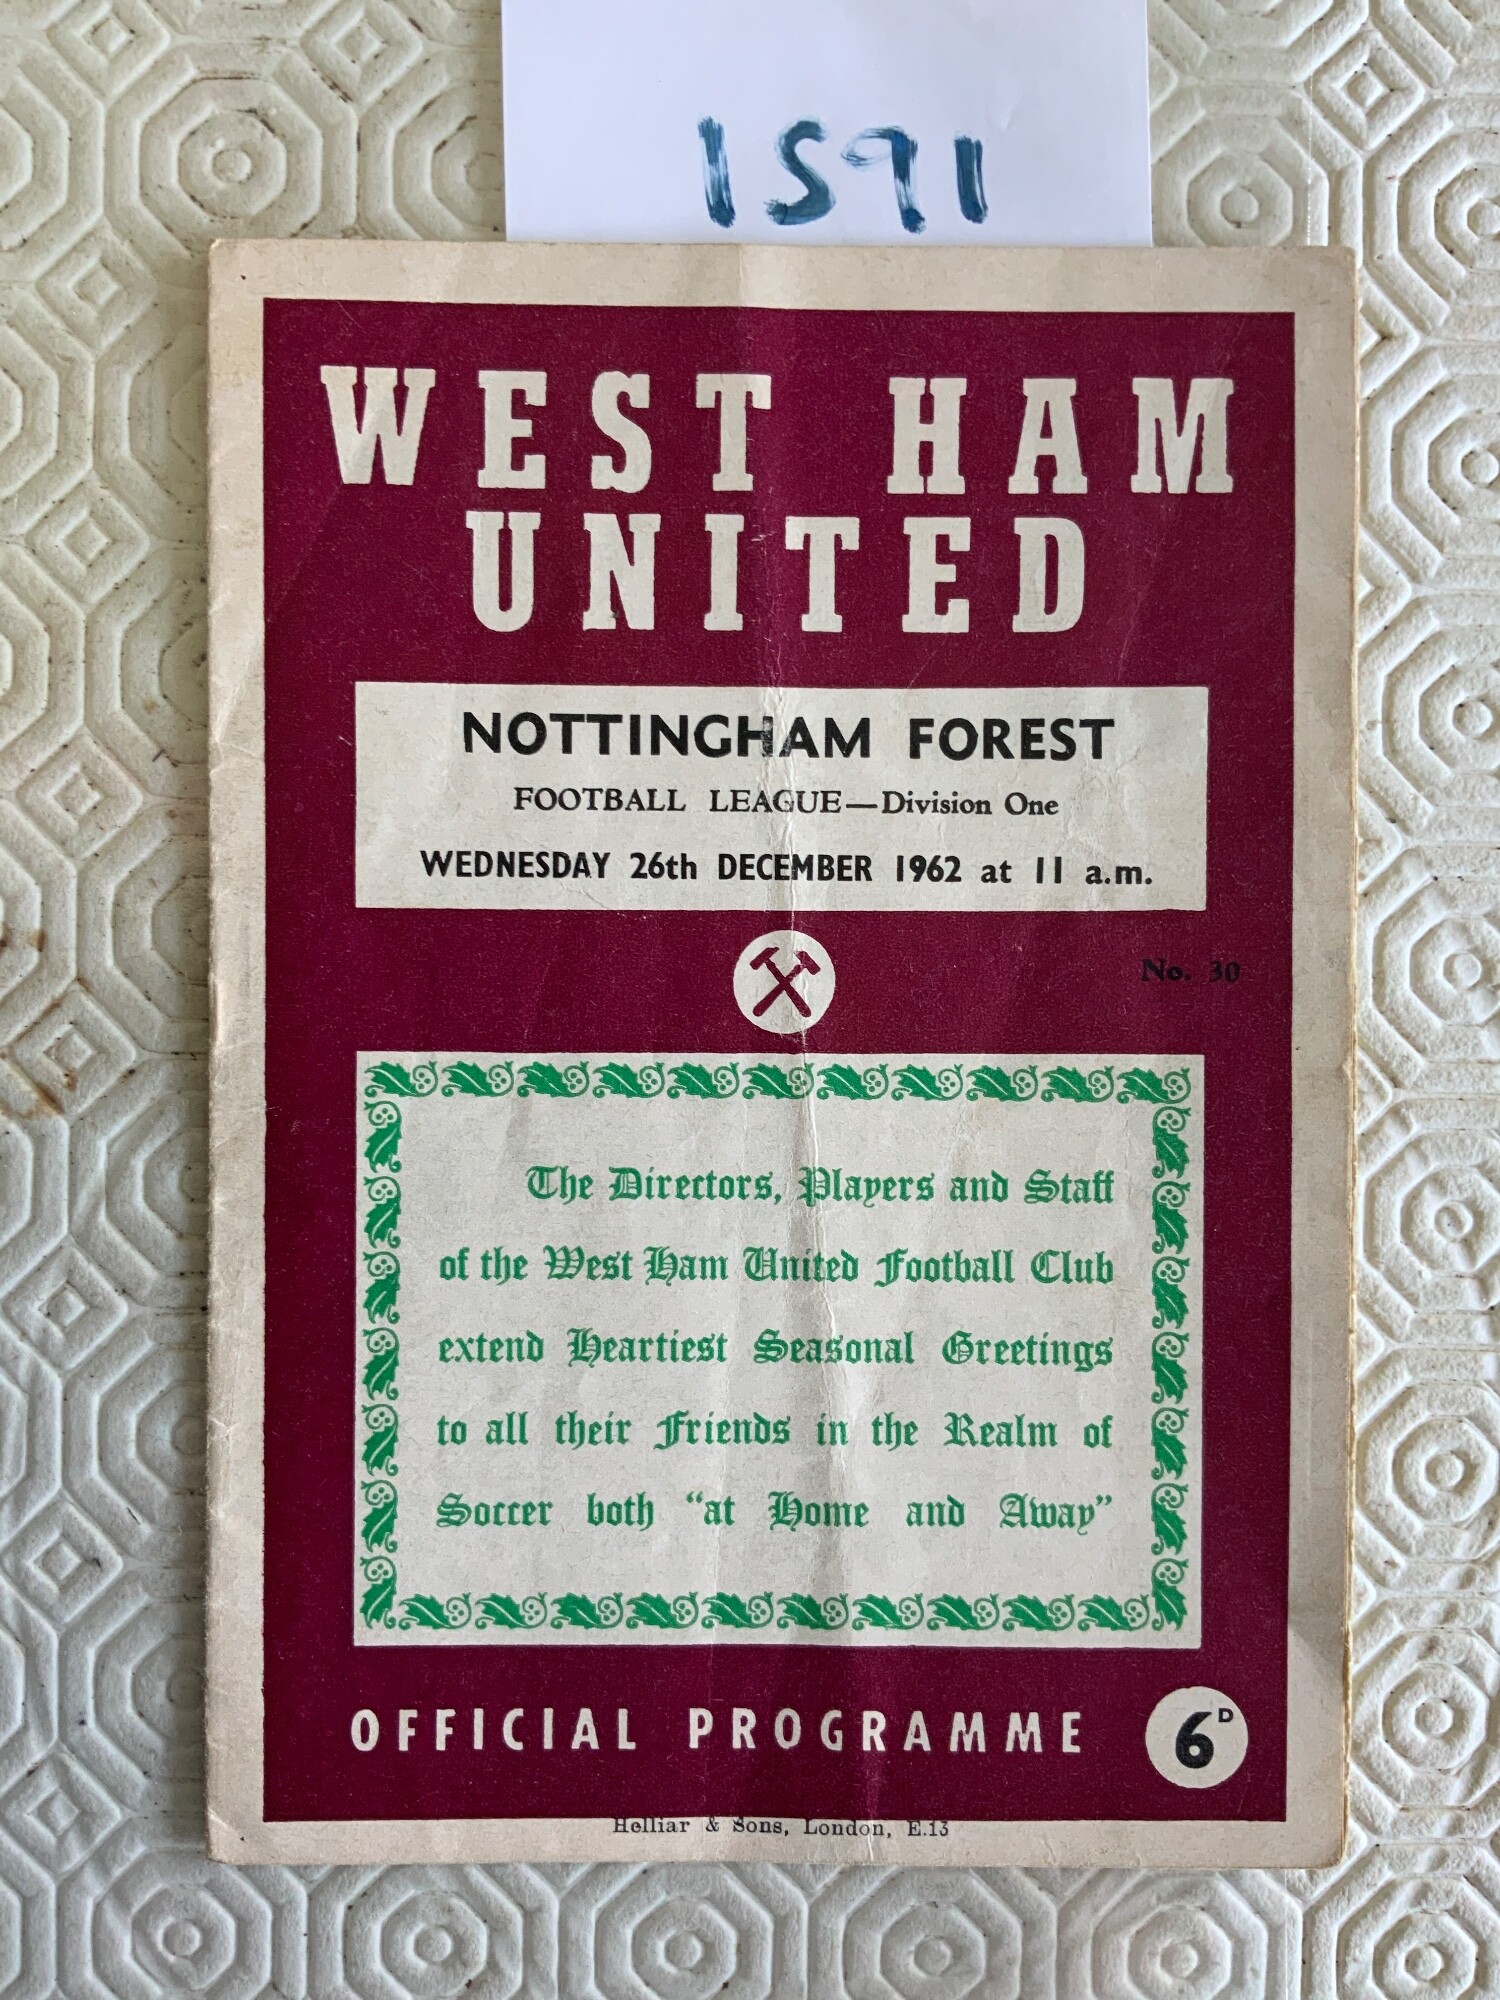 1591
WEST HAM
UNITED
NOTTINGHAM FOREST
FOOTBALL LEAGUE—Division One
WEDNESDAY 26th DECEMBER 1962 at 11 a.m.
No. 30
The Directors, Players and Staff
of the West Ham United Football Club
extend Heartiest Seasonal Greetings
to all their Friends in the Realm of
Soccer both "at Home and Away"
OFFICIAL PROGRAMME 6D
Helliar & Sons, London, E.13